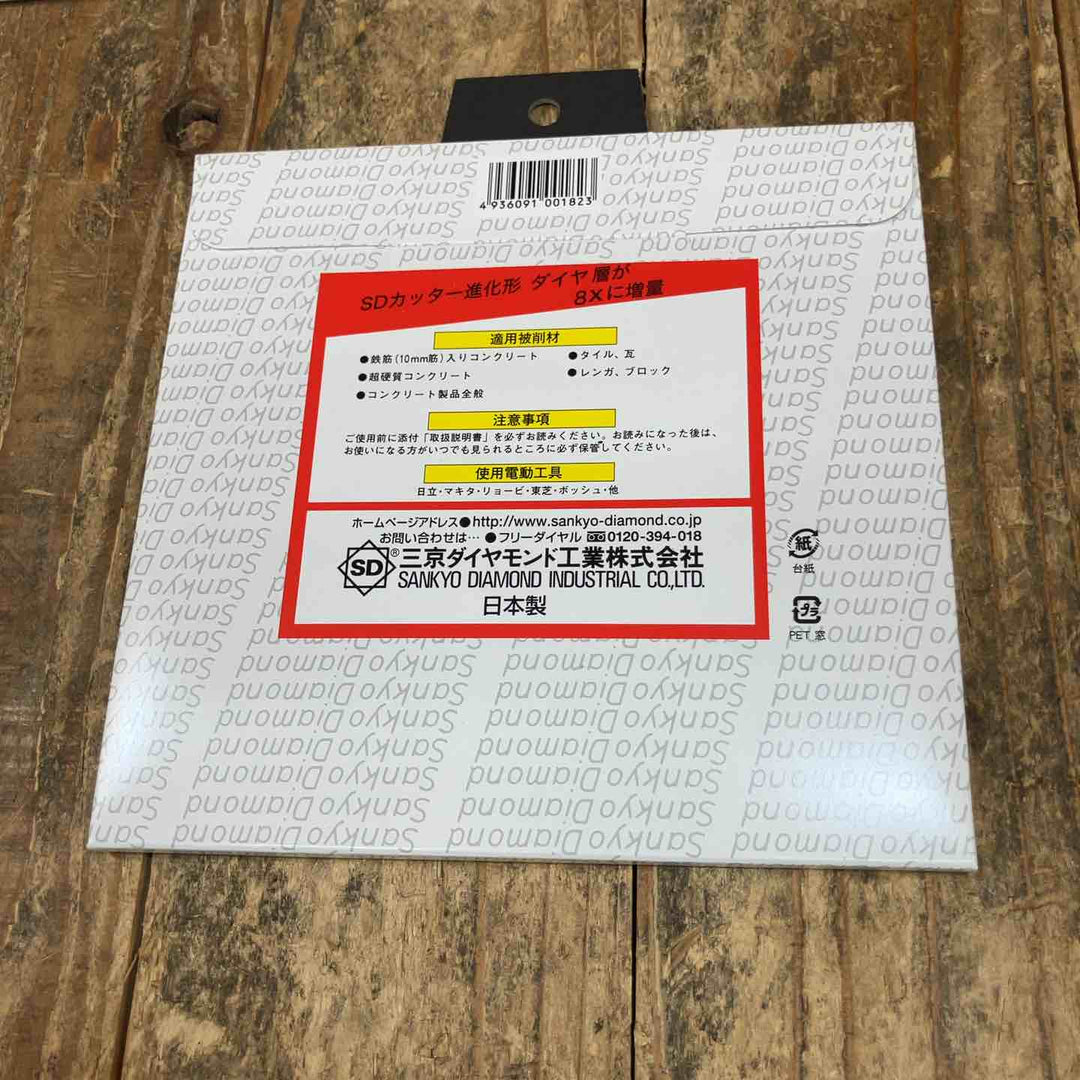 4 936091 001823
SDカッター進化形 ダイヤ層が
8Xに増量
適用被削材
●鉄筋(10mm筋)入りコンクリート
●超硬質コンクリート
●コンクリート製品全般
●タイル、瓦
●レンガ、ブロック
注意事項
ご使用前に添付「取扱説明書」を必ずお読みください。お読みになった後は、
お使いになる方がいつでも見られるところに必ず保管してください。
使用電動工具
日立・マキタ・リョービ・東芝・ボッシュ・他
ホームページアドレス●http://www.sankyo-diamond.co.jp
お問い合わせは… ●フリーダイヤル 0120-394-018
SD® 三京ダイヤモンド工業株式会社
SANKYO DIAMOND INDUSTRIAL CO.,LTD.
日本製
紙
台紙
プラ
PET 窓
Sankyo Diamond